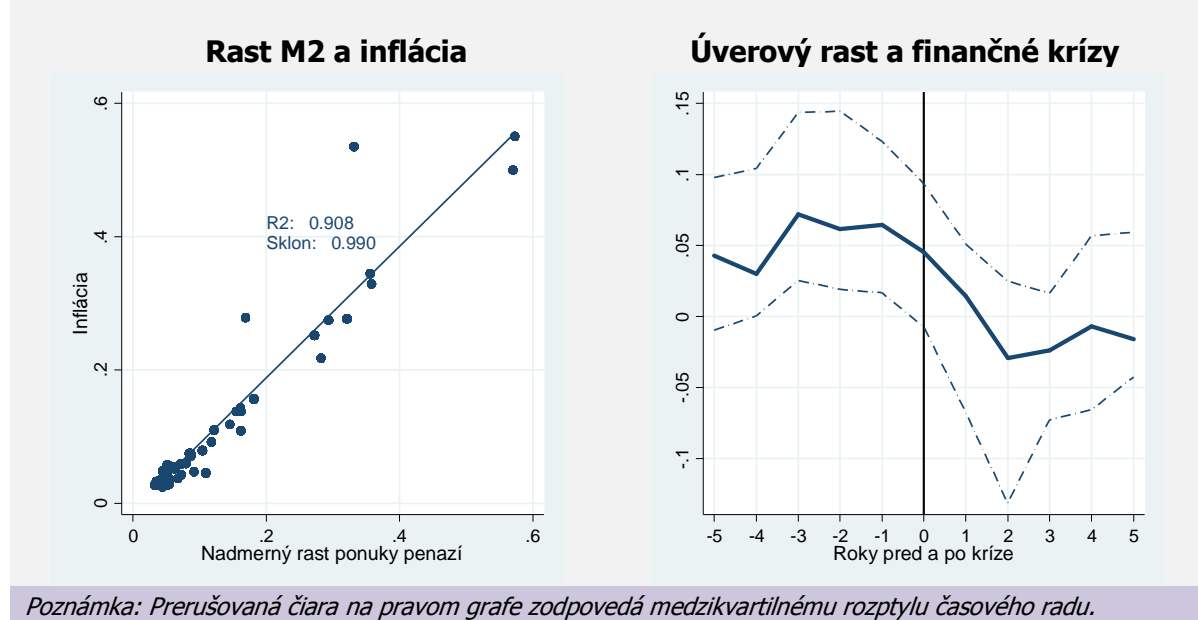 Rast M2 a inflácia
.6
.4
.2
0
Inflácia
R2: 0.908
Sklon: 0.990
0 .2 .4 .6
Nadmerný rast ponuky penazí
Úverový rast a finančné krízy
.15
.1
.05
0
-.05
-.1
-5 -4 -3 -2 -1 0 1 2 3 4 5
Roky pred a po kríze
Poznámka: Prerušovaná čiara na pravom grafe zodpovedá medzikvartilnému rozptylu časového radu.